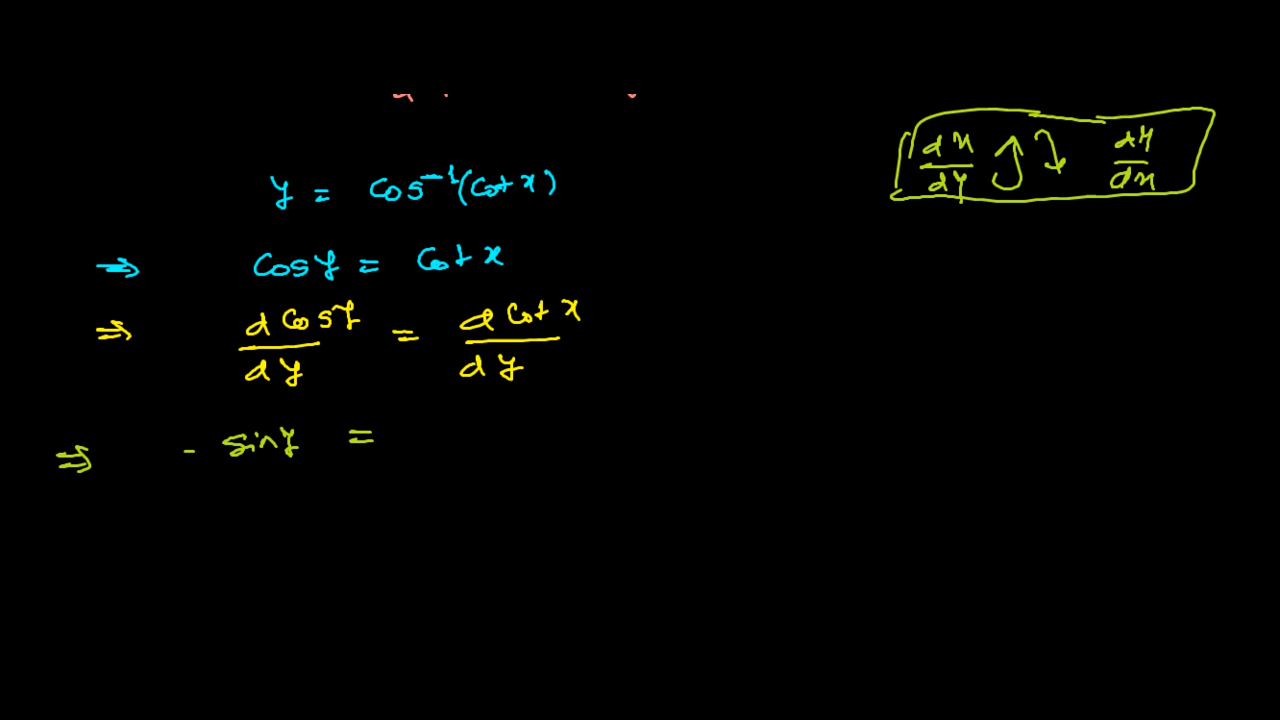 dx/dy dy/dx
y = cos⁻¹(cot x)
⇒ cos y = cot x
⇒ d cos y/dy = d cot x/dy
⇒ - sin y =